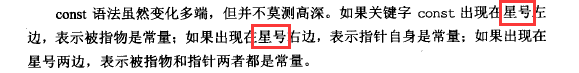 const 语法虽然变化多端，但并不莫测高深。如果关键字 const 出现在星号左
边，表示被指物是常量；如果出现在星号右边，表示指针自身是常量；如果出现在
星号两边，表示被指物和指针两者都是常量。